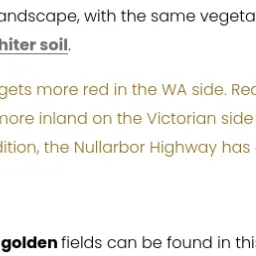 andscape, with the same vegeta
hiter soil.
gets more red in the WA side. Red
more inland on the Victorian side
dition, the Nullarbor Highway has
golden fields can be found in this